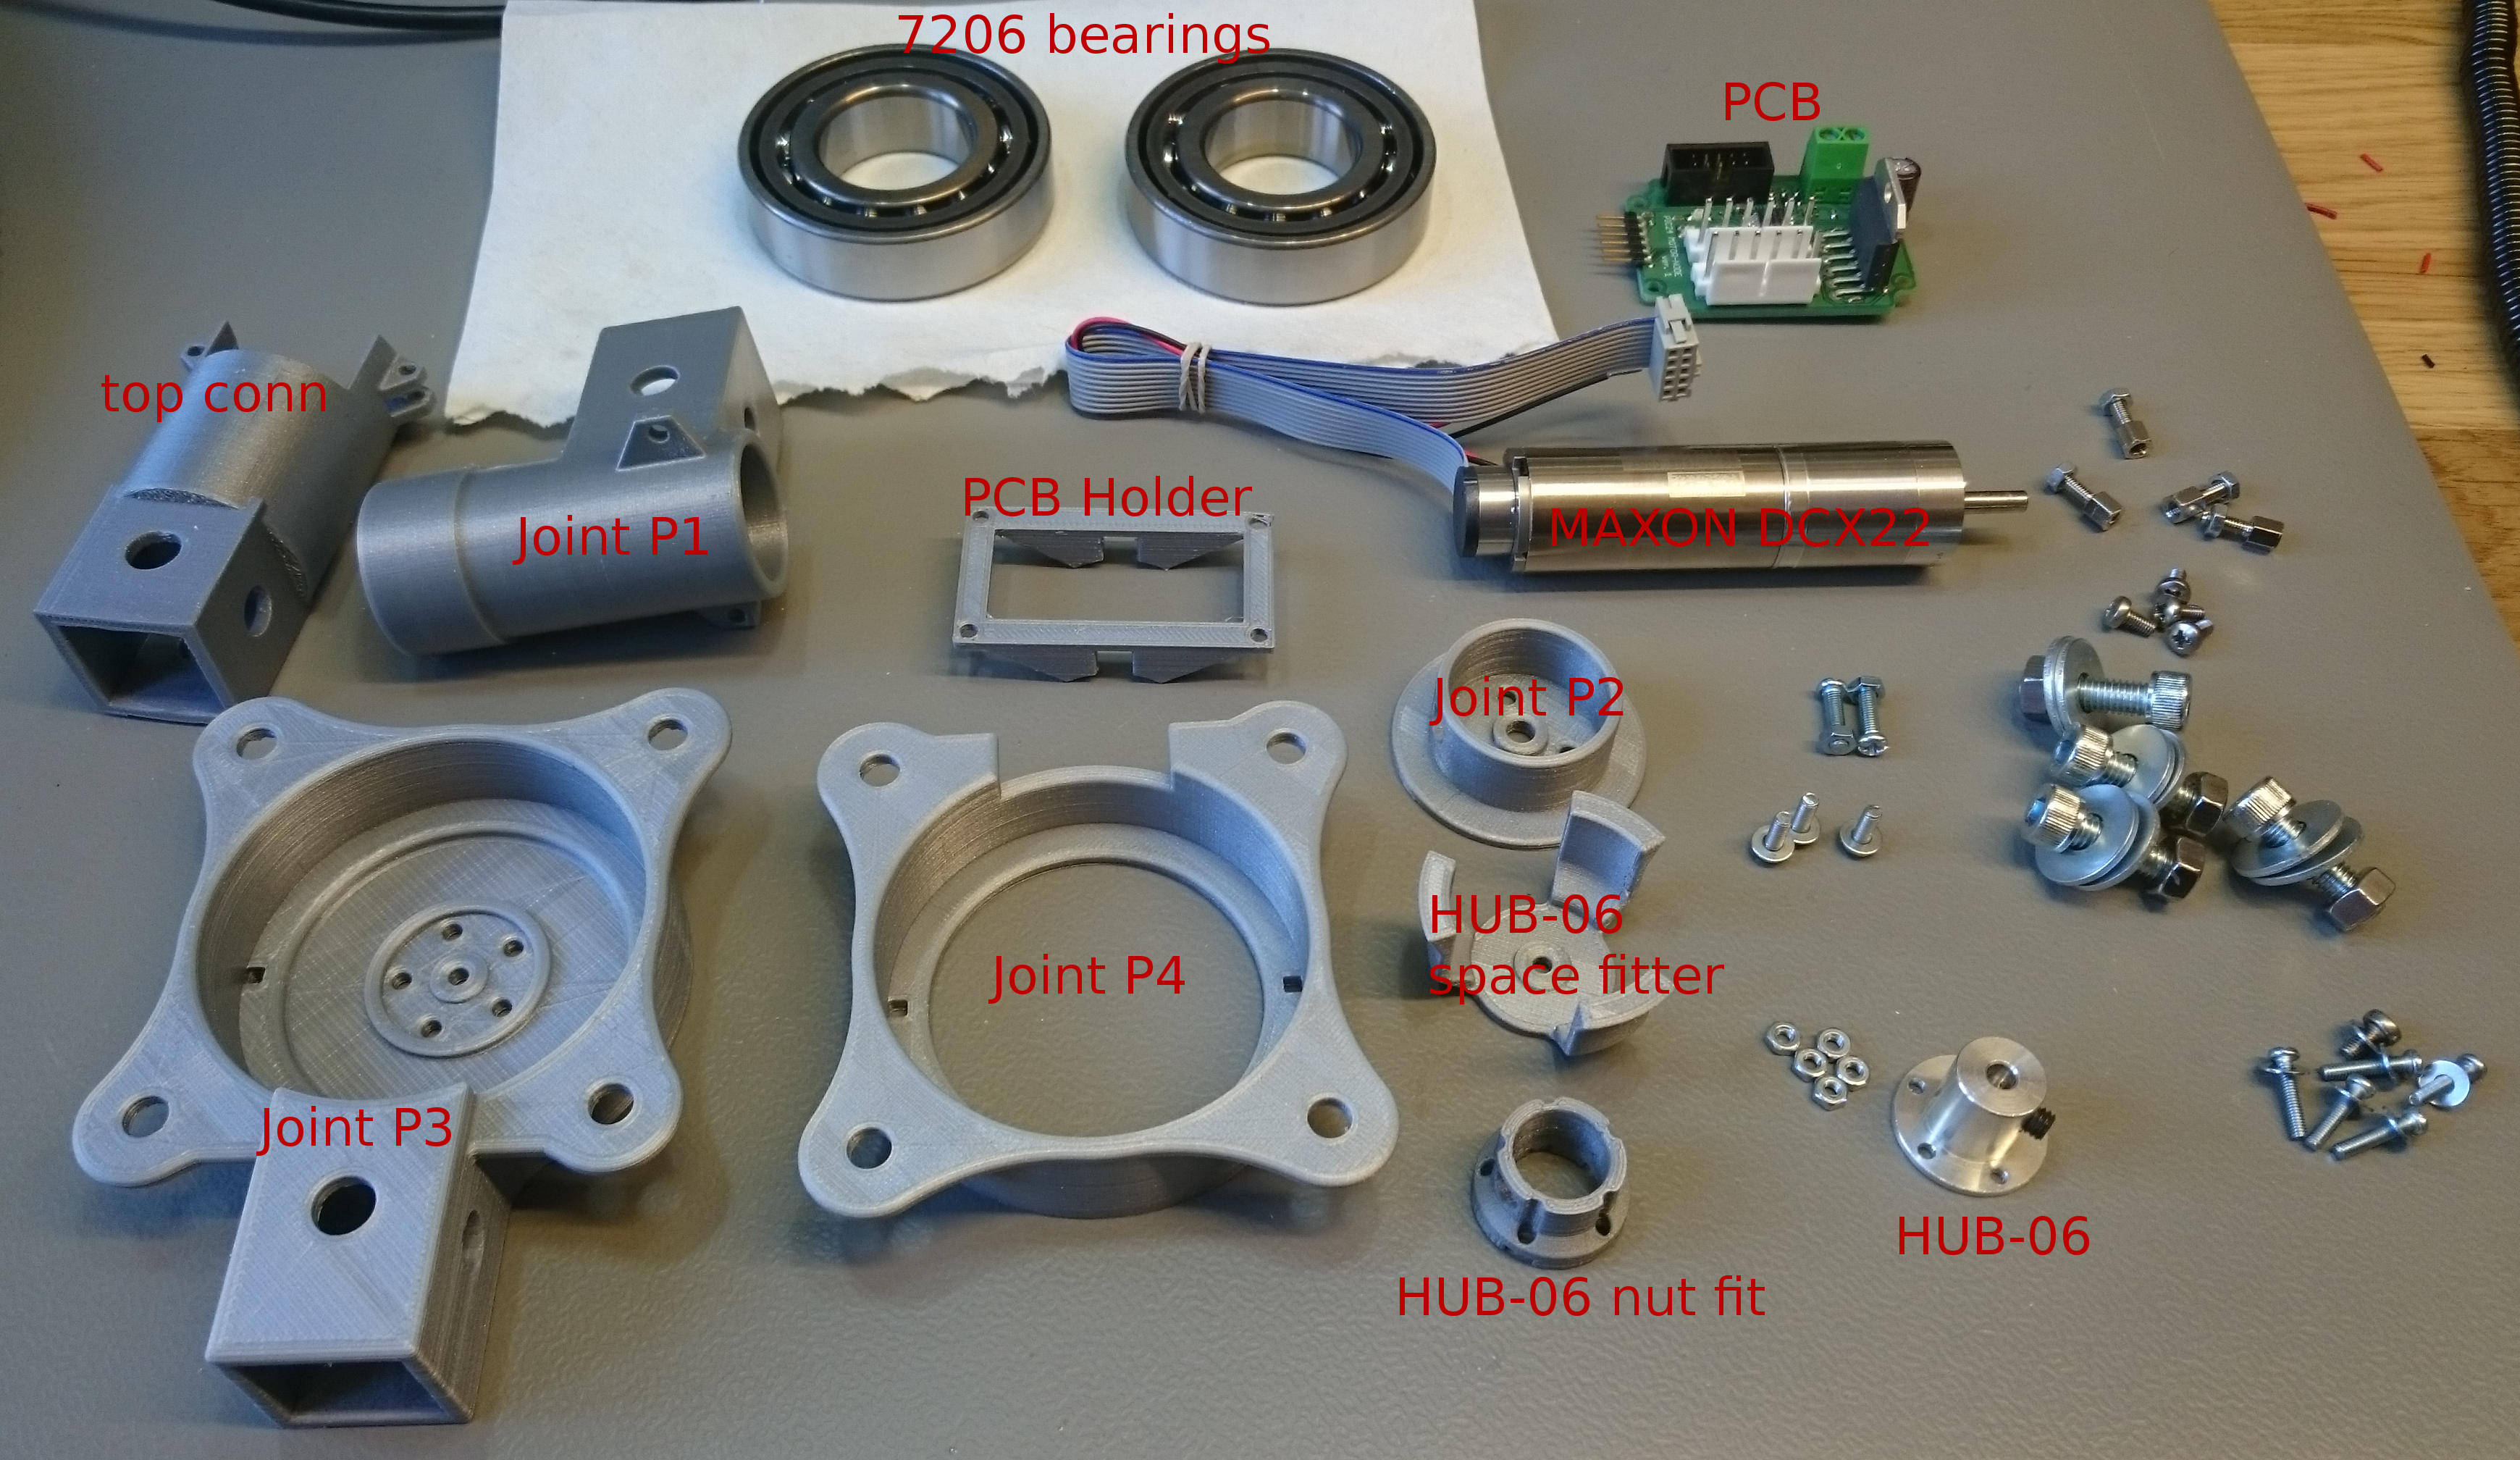 7206 bearings
PCB
top conn
Joint P1
PCB Holder
MAXON DCX22
Joint P2
HUB-06
space fitter
Joint P4
Joint P3
HUB-06
HUB-06 nut fit